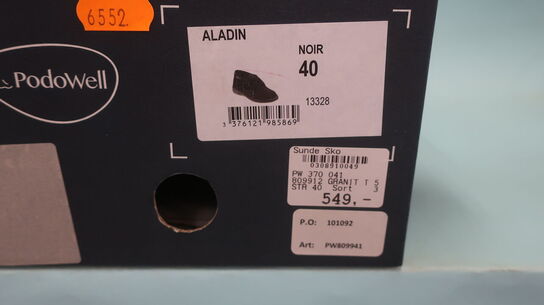 6552
PodoWell
ALADIN
NOIR
40
13328
3 376121 985869
Sunde Sko
0308910049
PW 370 041
809912 GRANIT T 5
STR 40 Sort 3
549,-
P.O: 101092
Art: PW809941